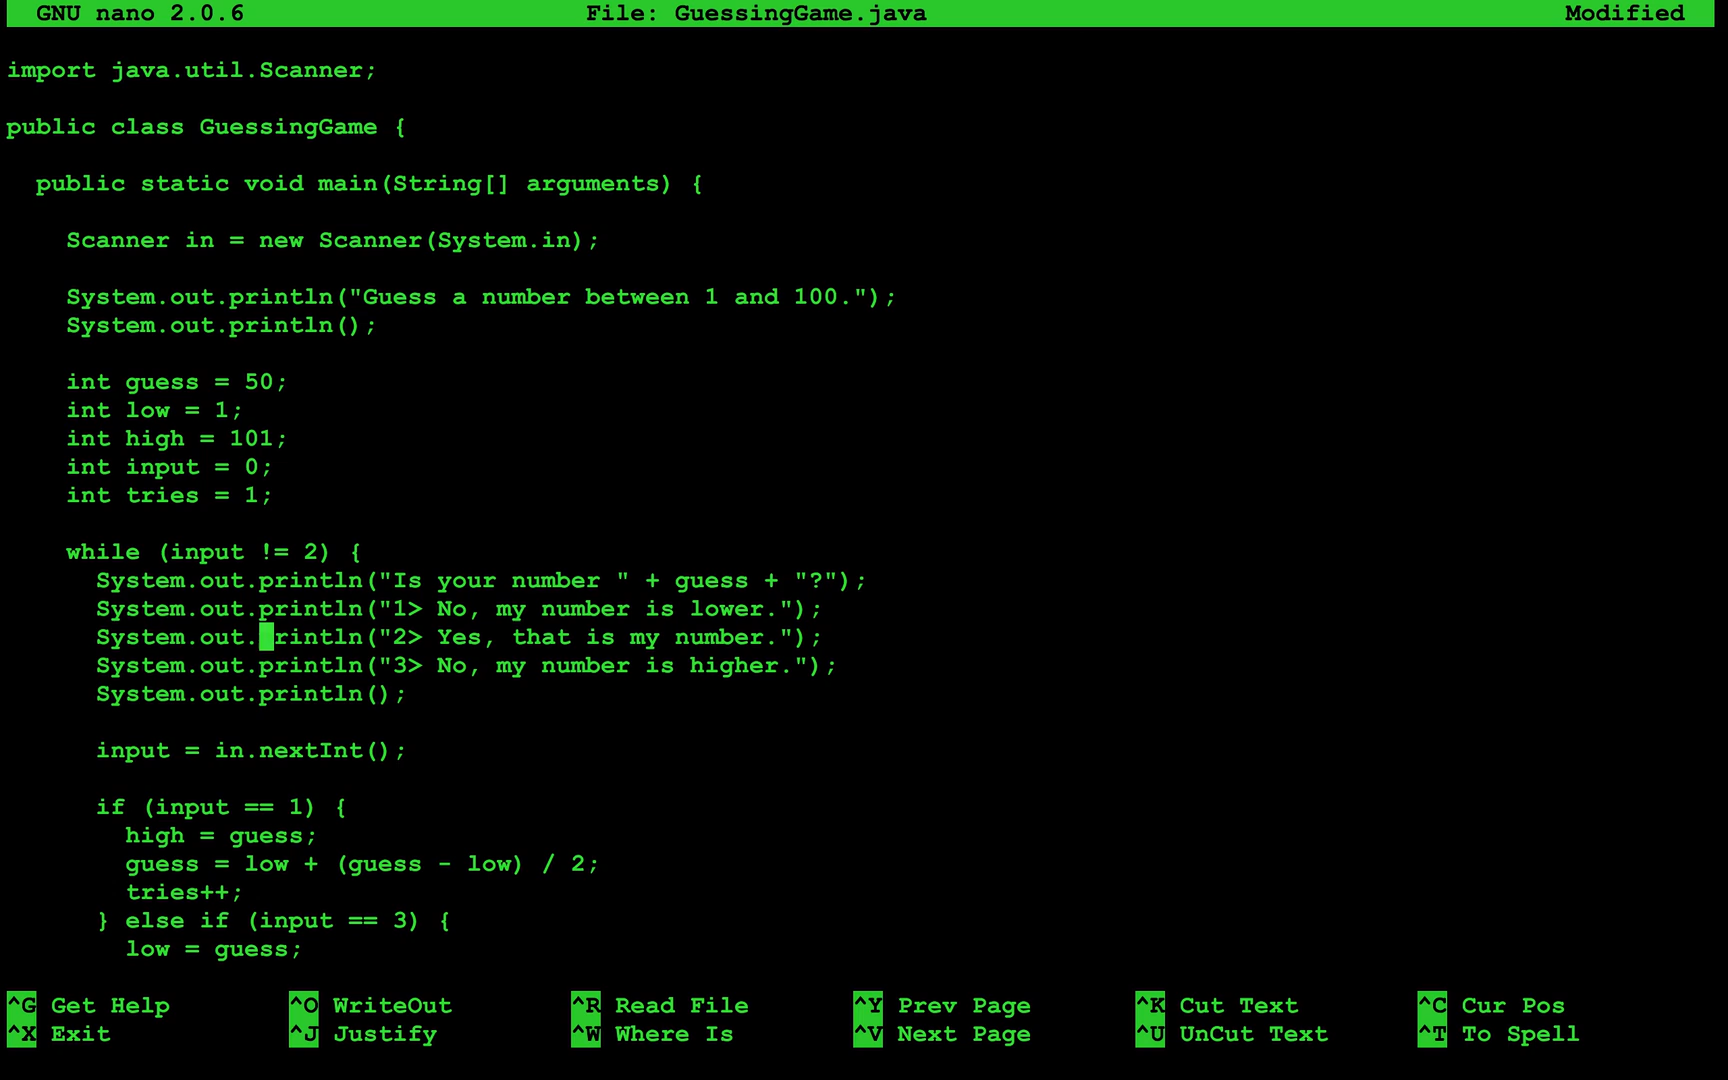 GNU nano 2.0.6 File: GuessingGame.java Modified
import java.util.Scanner;
public class GuessingGame {
  public static void main(String[] arguments) {
    Scanner in = new Scanner(System.in);
    System.out.println("Guess a number between 1 and 100.");
    System.out.println();
    int guess = 50;
    int low = 1;
    int high = 101;
    int input = 0;
    int tries = 1;
    while (input != 2) {
      System.out.println("Is your number " + guess + "?");
      System.out.println("1> No, my number is lower.");
      System.out.println("2> Yes, that is my number.");
      System.out.println("3> No, my number is higher.");
      System.out.println();
      input = in.nextInt();
      if (input == 1) {
        high = guess;
        guess = low + (guess - low) / 2;
        tries++;
      } else if (input == 3) {
        low = guess;
^G Get Help ^O WriteOut ^R Read File ^Y Prev Page ^K Cut Text ^C Cur Pos
^X Exit ^J Justify ^W Where Is ^V Next Page ^U UnCut Text ^T To Spell